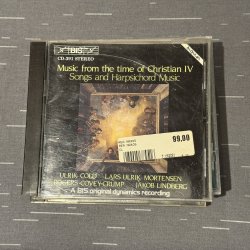 BIS
CD-391 STEREO
Music from the time of Christian IV
Songs and Harpsichord Music
99,00
ULRIK COLD LARS ULRIK MORTENSEN
ROGERS COVEY-CRUMP JAKOB LINDBERG
A BIS original dynamics recording